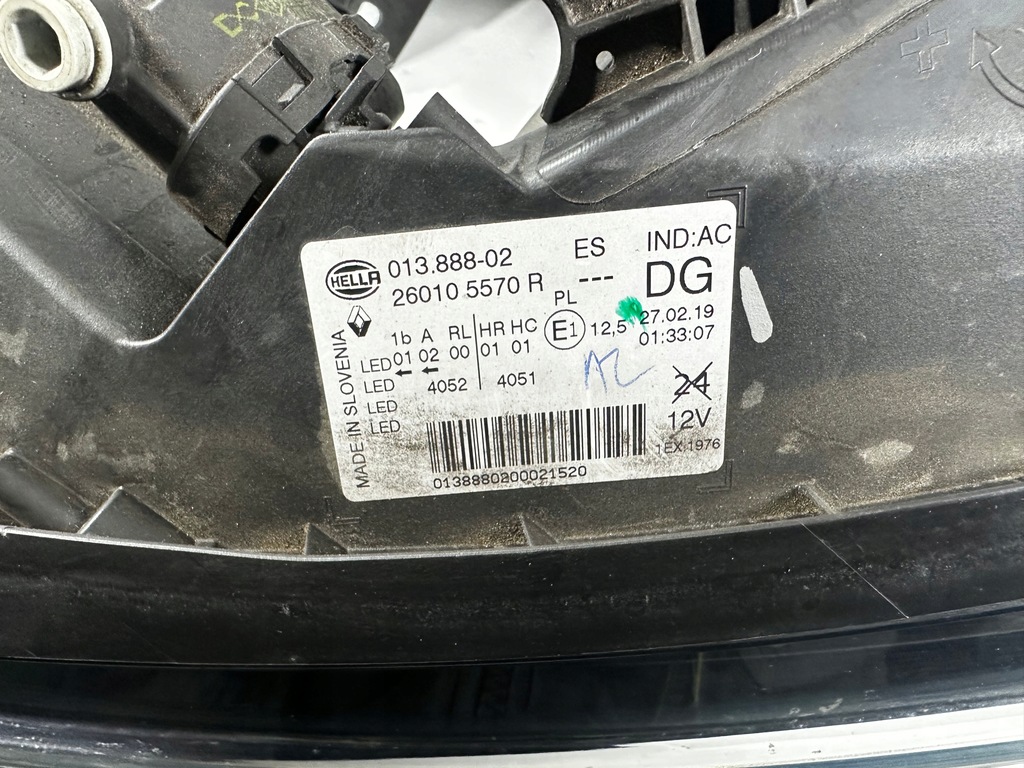 HELLA 013.888-02 ES IND:AC
26010 5570 R --- DG
PL
E1 12,5 27.02.19
01:33:07
1b A RL HR HC
LED 01 02 00 01 01
LED 4052 4051
LED
LED
24
12V
1EX.1976
MADE IN SLOVENIA
0138880200021520